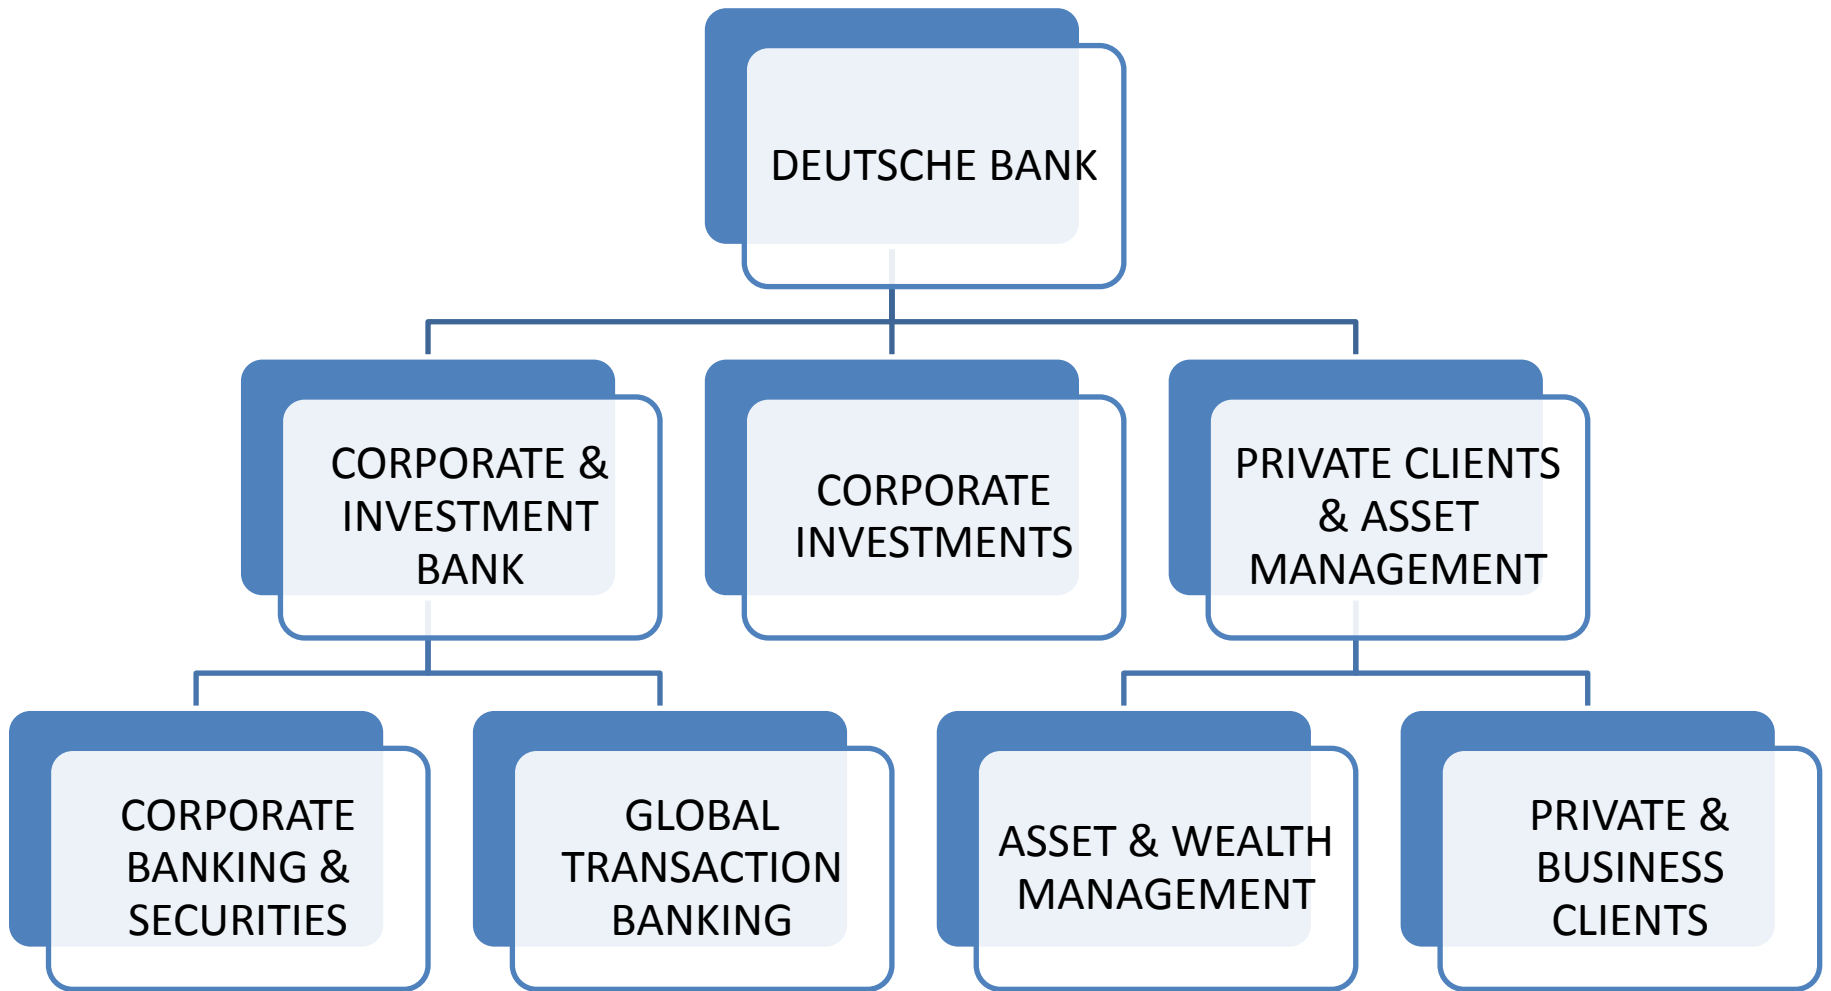 DEUTSCHE BANK
CORPORATE &
INVESTMENT
BANK
CORPORATE
INVESTMENTS
PRIVATE CLIENTS
& ASSET
MANAGEMENT
CORPORATE
BANKING &
SECURITIES
GLOBAL
TRANSACTION
BANKING
ASSET & WEALTH
MANAGEMENT
PRIVATE &
BUSINESS
CLIENTS